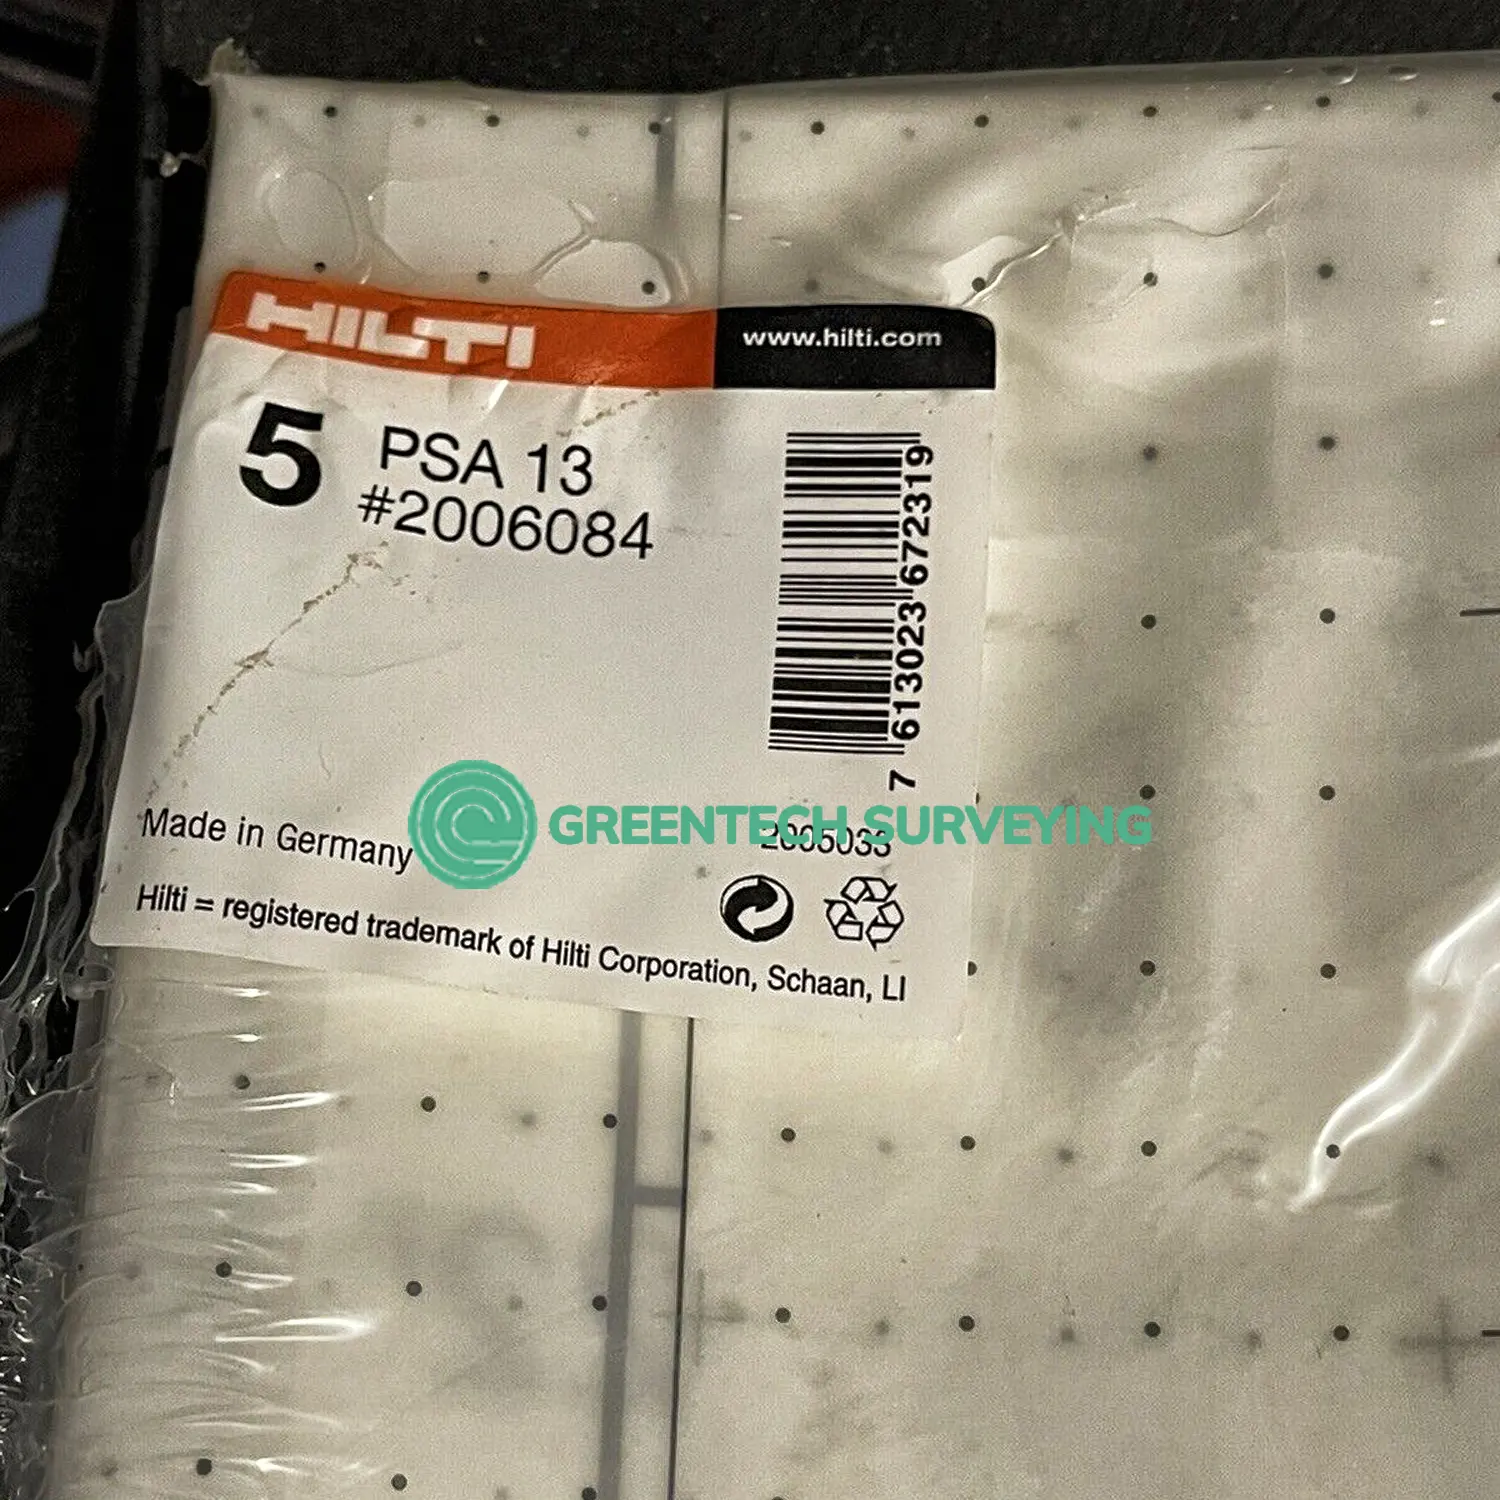 HILTI
www.hilti.com
5 PSA 13
#2006084
7 613023 672319
Made in Germany
GREENTECH SURVEYING
2005033
Hilti = registered trademark of Hilti Corporation, Schaan, LI